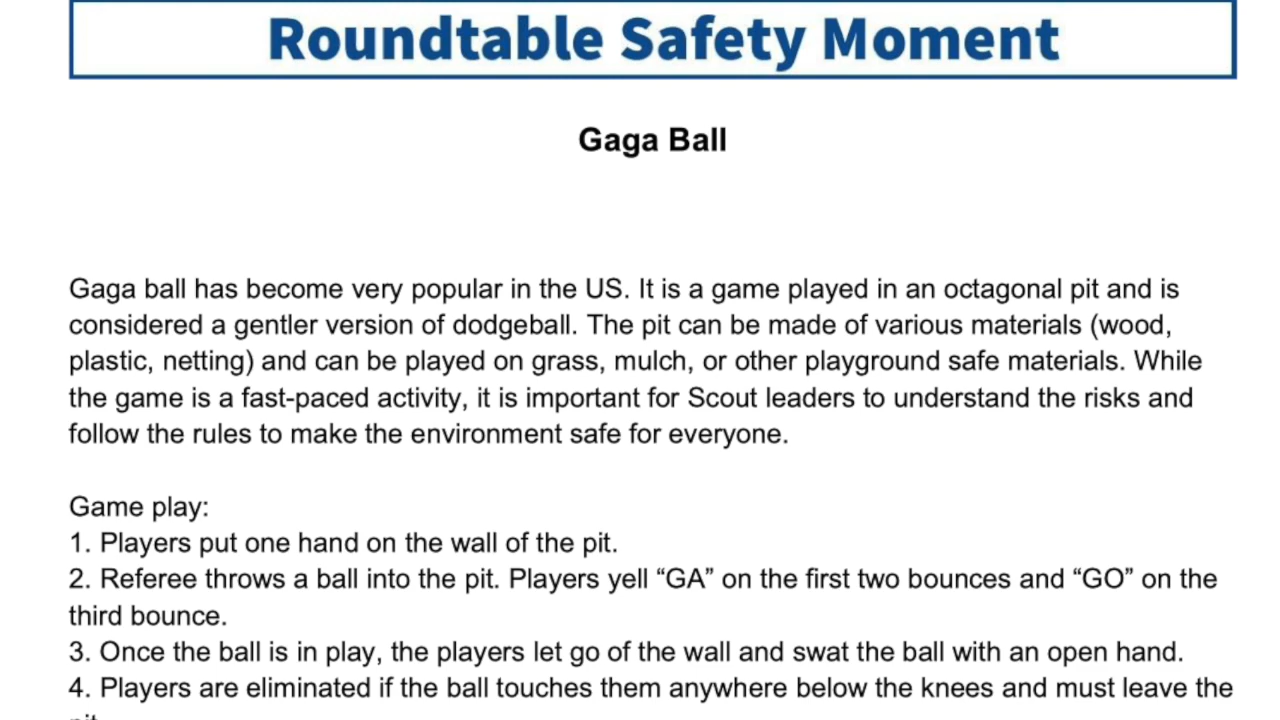 Roundtable Safety Moment
Gaga Ball
Gaga ball has become very popular in the US. It is a game played in an octagonal pit and is
considered a gentler version of dodgeball. The pit can be made of various materials (wood,
plastic, netting) and can be played on grass, mulch, or other playground safe materials. While
the game is a fast-paced activity, it is important for Scout leaders to understand the risks and
follow the rules to make the environment safe for everyone.
Game play:
1. Players put one hand on the wall of the pit.
2. Referee throws a ball into the pit. Players yell “GA” on the first two bounces and “GO” on the
third bounce.
3. Once the ball is in play, the players let go of the wall and swat the ball with an open hand.
4. Players are eliminated if the ball touches them anywhere below the knees and must leave the